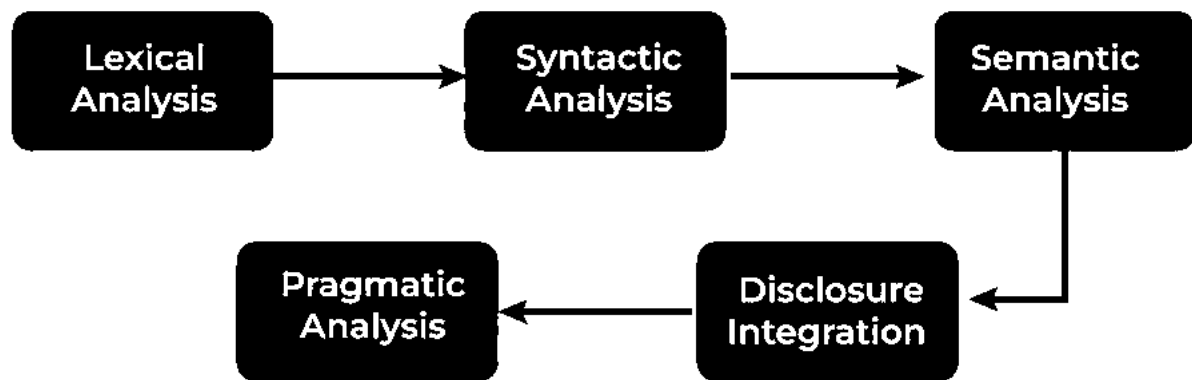 Lexical
Analysis
Syntactic
Analysis
Semantic
Analysis
Disclosure
Integration
Pragmatic
Analysis